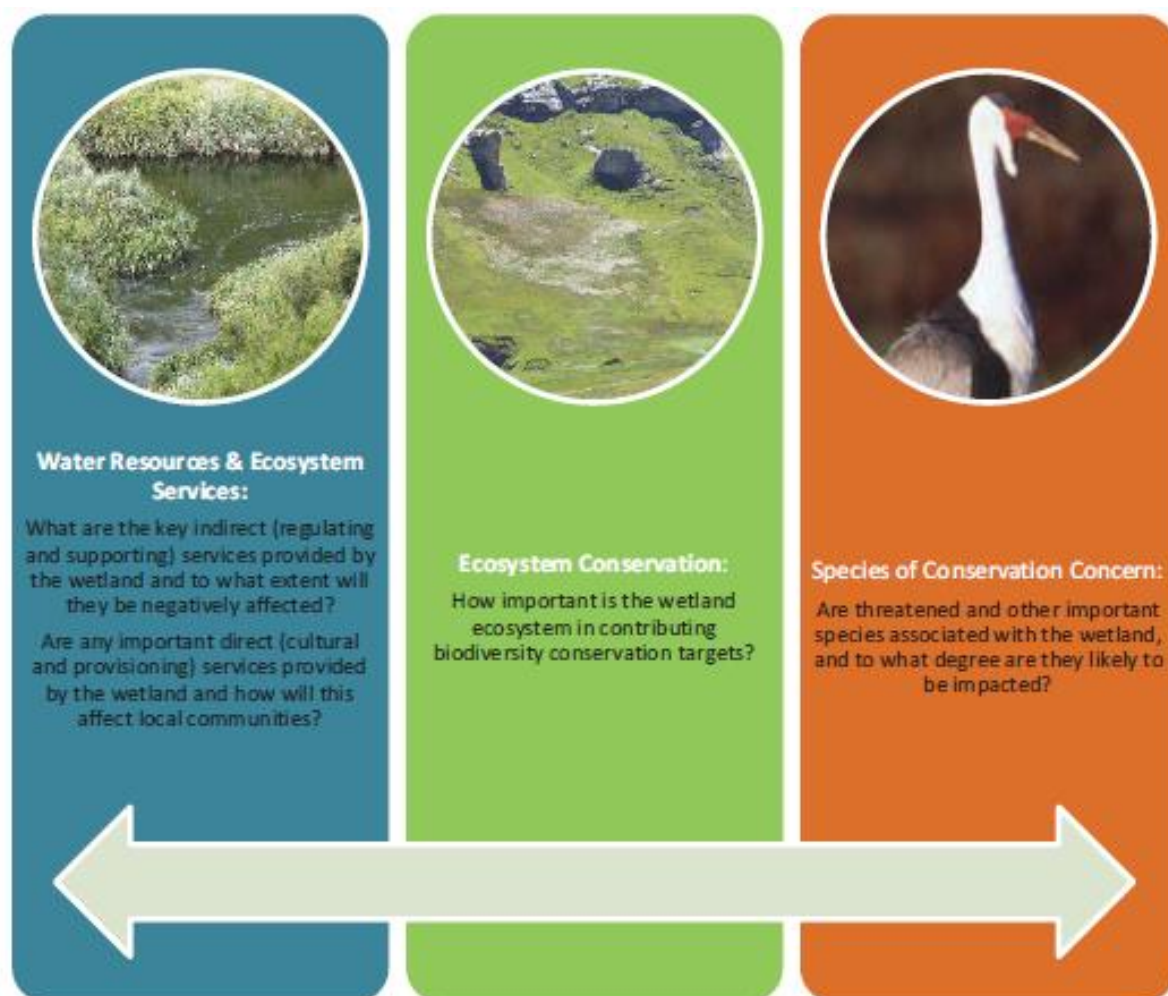 Water Resources & Ecosystem
Services:
What are the key indirect (regulating
and supporting) services provided by
the wetland and to what extent will
they be negatively affected?
Are any important direct (cultural
and provisioning) services provided
by the wetland and how will this
affect local communities?
Ecosystem Conservation:
How important is the wetland
ecosystem in contributing
biodiversity conservation targets?
Species of Conservation Concern:
Are threatened and other important
species associated with the wetland,
and to what degree are they likely to
be impacted?